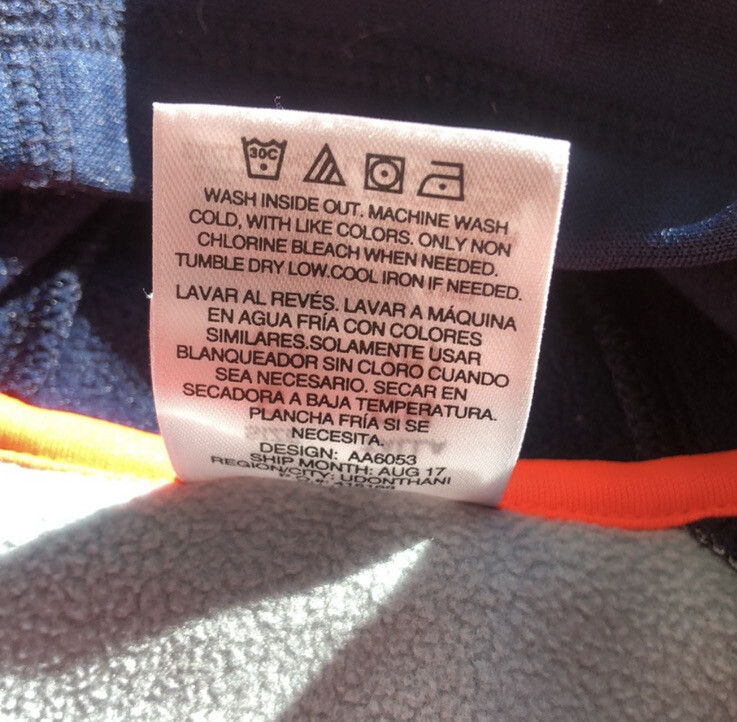 30C
WASH INSIDE OUT. MACHINE WASH
COLD, WITH LIKE COLORS. ONLY NON
CHLORINE BLEACH WHEN NEEDED.
TUMBLE DRY LOW.COOL IRON IF NEEDED.
LAVAR AL REVÉS. LAVAR A MÁQUINA
EN AGUA FRÍA CON COLORES
SIMILARES.SOLAMENTE USAR
BLANQUEADOR SIN CLORO CUANDO
SEA NECESARIO. SECAR EN
SECADORA A BAJA TEMPERATURA.
PLANCHA FRÍA SI SE
NECESITA.
DESIGN: AA6053
SHIP MONTH: AUG 17
REGION/CITY: UDONTHANI